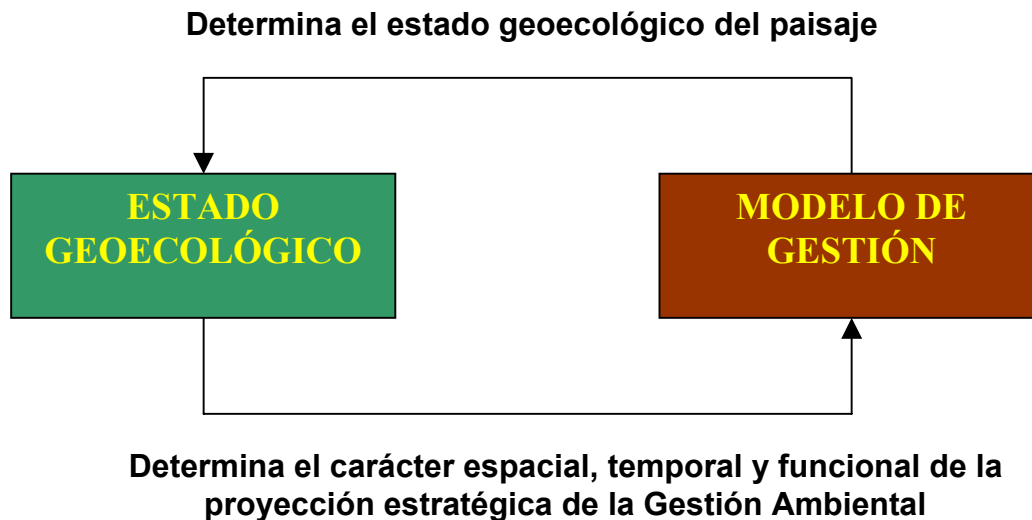 Determina el estado geoecológico del paisaje
ESTADO
GEOECOLÓGICO
MODELO DE
GESTIÓN
Determina el carácter espacial, temporal y funcional de la
proyección estratégica de la Gestión Ambiental